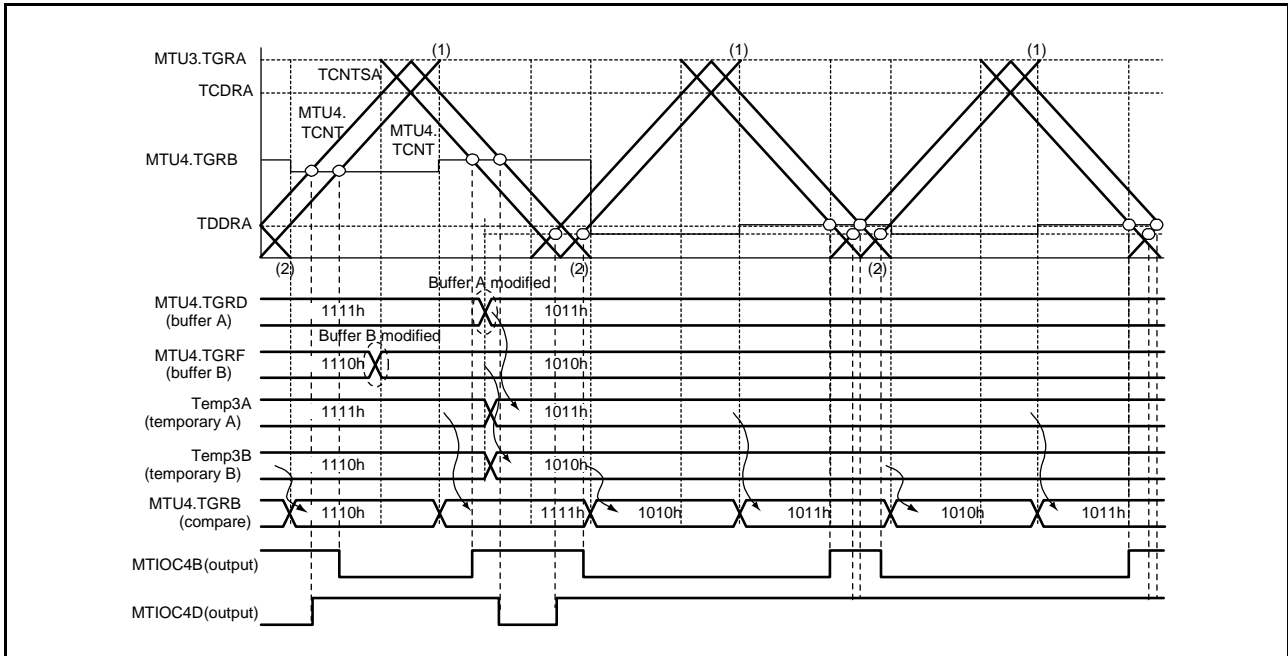 MTU3.TGRA
(1)
(1)
(1)
TCNTSA
TCDRA
MTU4.
TCNT
MTU4.
TCNT
MTU4.TGRB
TDDRA
(2)
(2)
(2)
Buffer A modified
MTU4.TGRD
(buffer A)
1111h
1011h
Buffer B modified
MTU4.TGRF
(buffer B)
1110h
1010h
Temp3A
(temporary A)
1111h
1011h
Temp3B
(temporary B)
1110h
1010h
MTU4.TGRB
(compare)
1110h
1111h
1010h
1011h
1010h
1011h
MTIOC4B(output)
MTIOC4D(output)